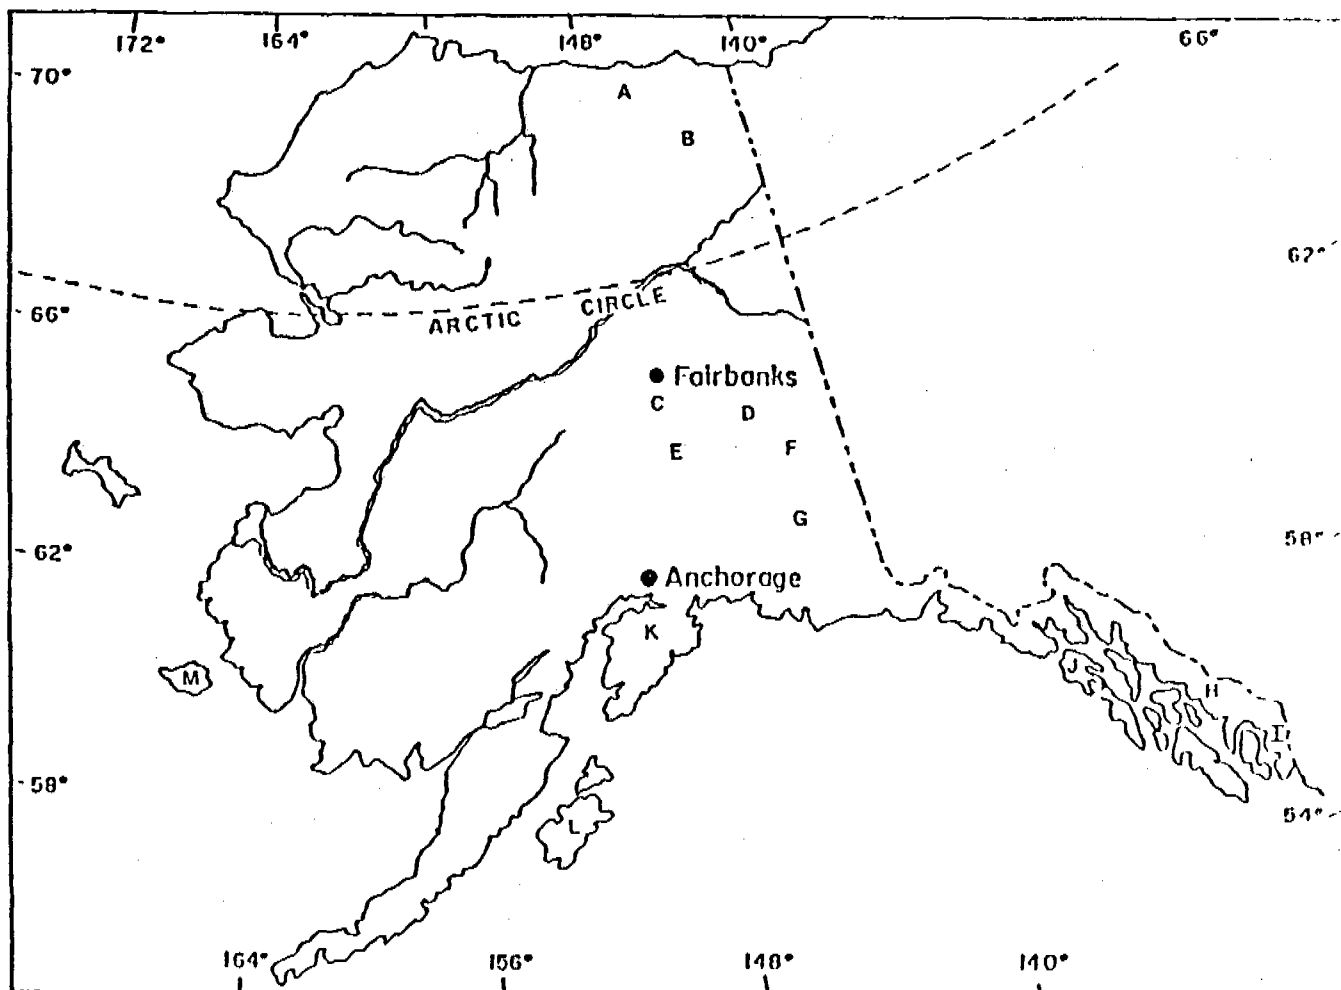 172° 164° 148° 140° 66°
70°
A
B
62°
66°
ARCTIC CIRCLE
Fairbanks
C D
E F
G
62° 58°
Anchorage
K
J
M H
I
58°
54°
L
164° 156° 148° 140°